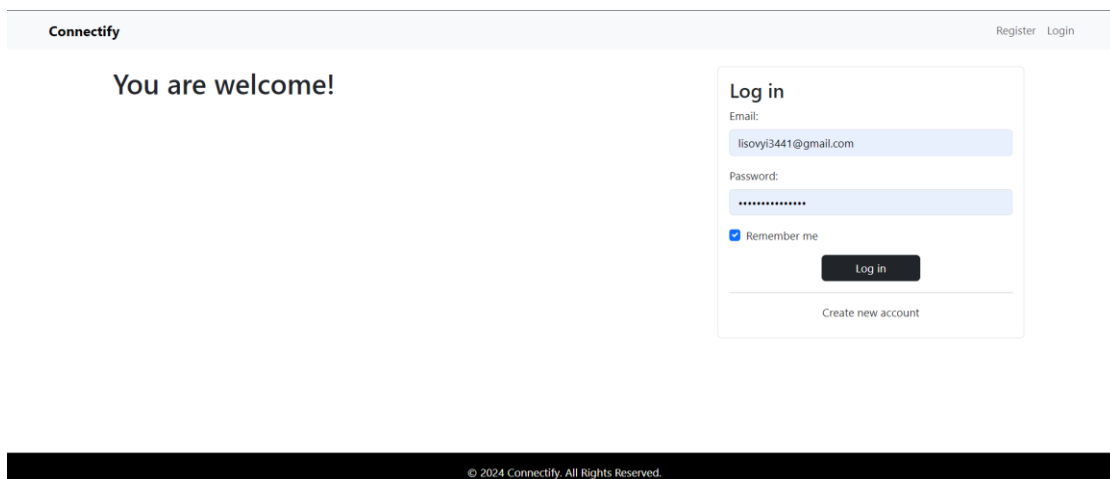 Connectify
Register Login
You are welcome!
Log in
Email:
lisovyi3441@gmail.com
Password:
•••••••••••••••
Remember me
Log in
Create new account
© 2024 Connectify. All Rights Reserved.